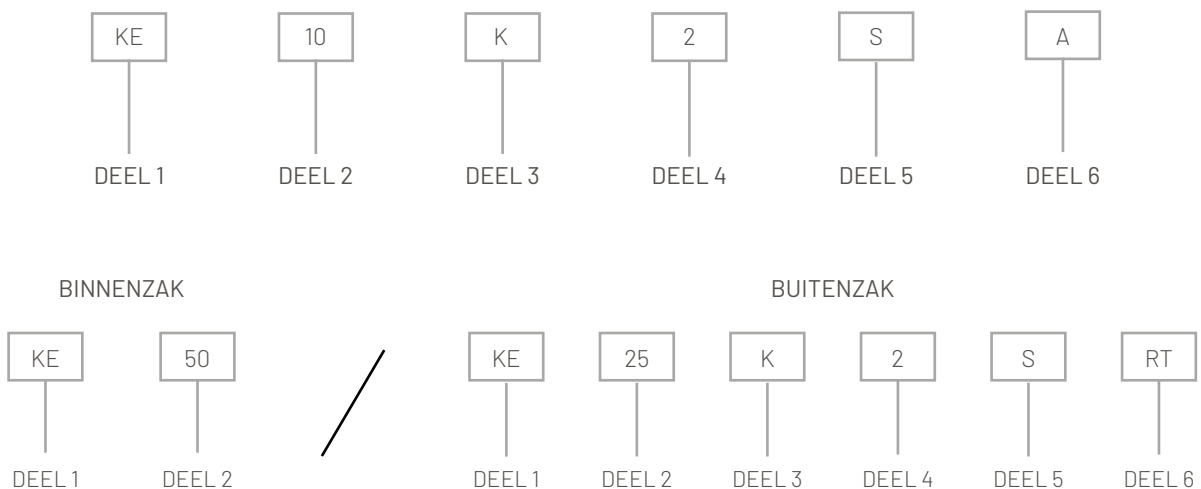 KE 10 K 2 S A
DEEL 1 DEEL 2 DEEL 3 DEEL 4 DEEL 5 DEEL 6
BINNENZAK BUITENZAK
KE 50 / KE 25 K 2 S RT
DEEL 1 DEEL 2 DEEL 1 DEEL 2 DEEL 3 DEEL 4 DEEL 5 DEEL 6